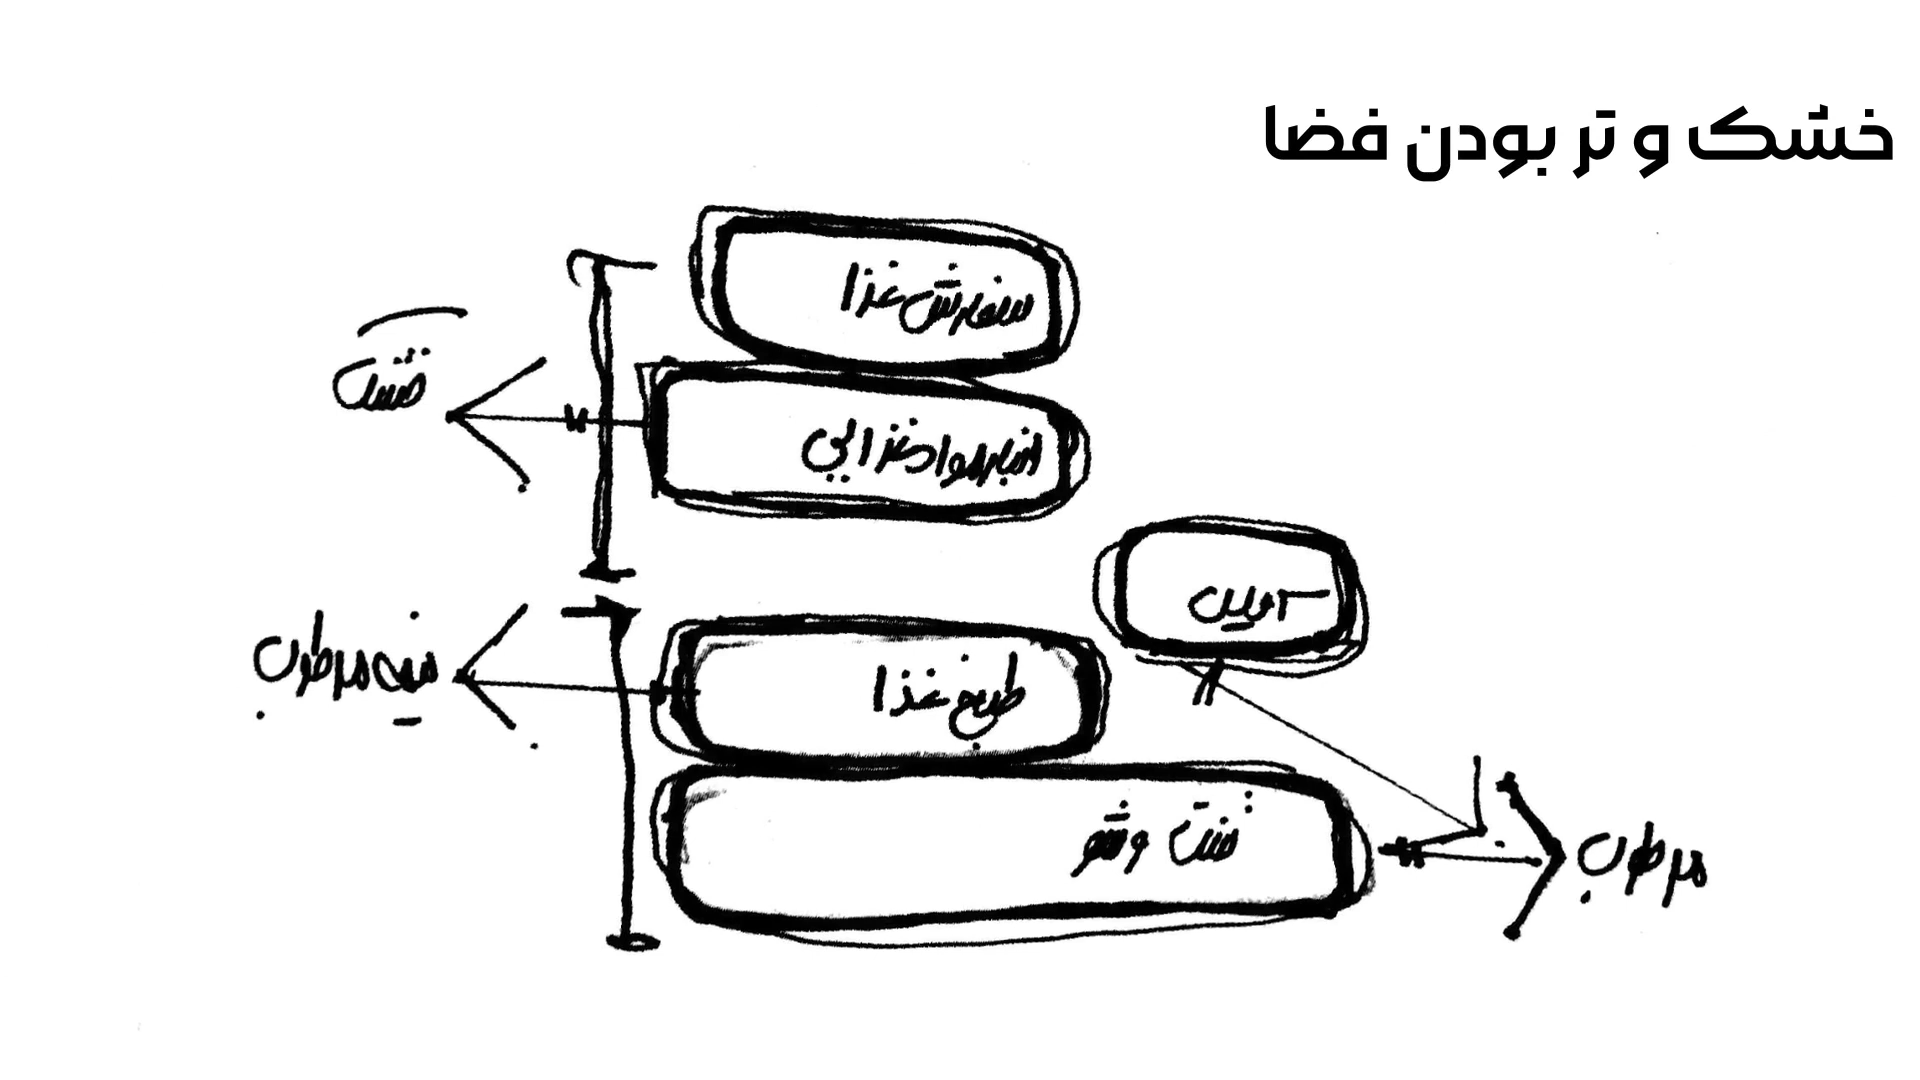 خشک و تر بودن فضا
سفارش غذا
خشک
انبار مواد غذایی
سرویس
نیمه مرطوب
طبخ غذا
شست و شو
مرطوب